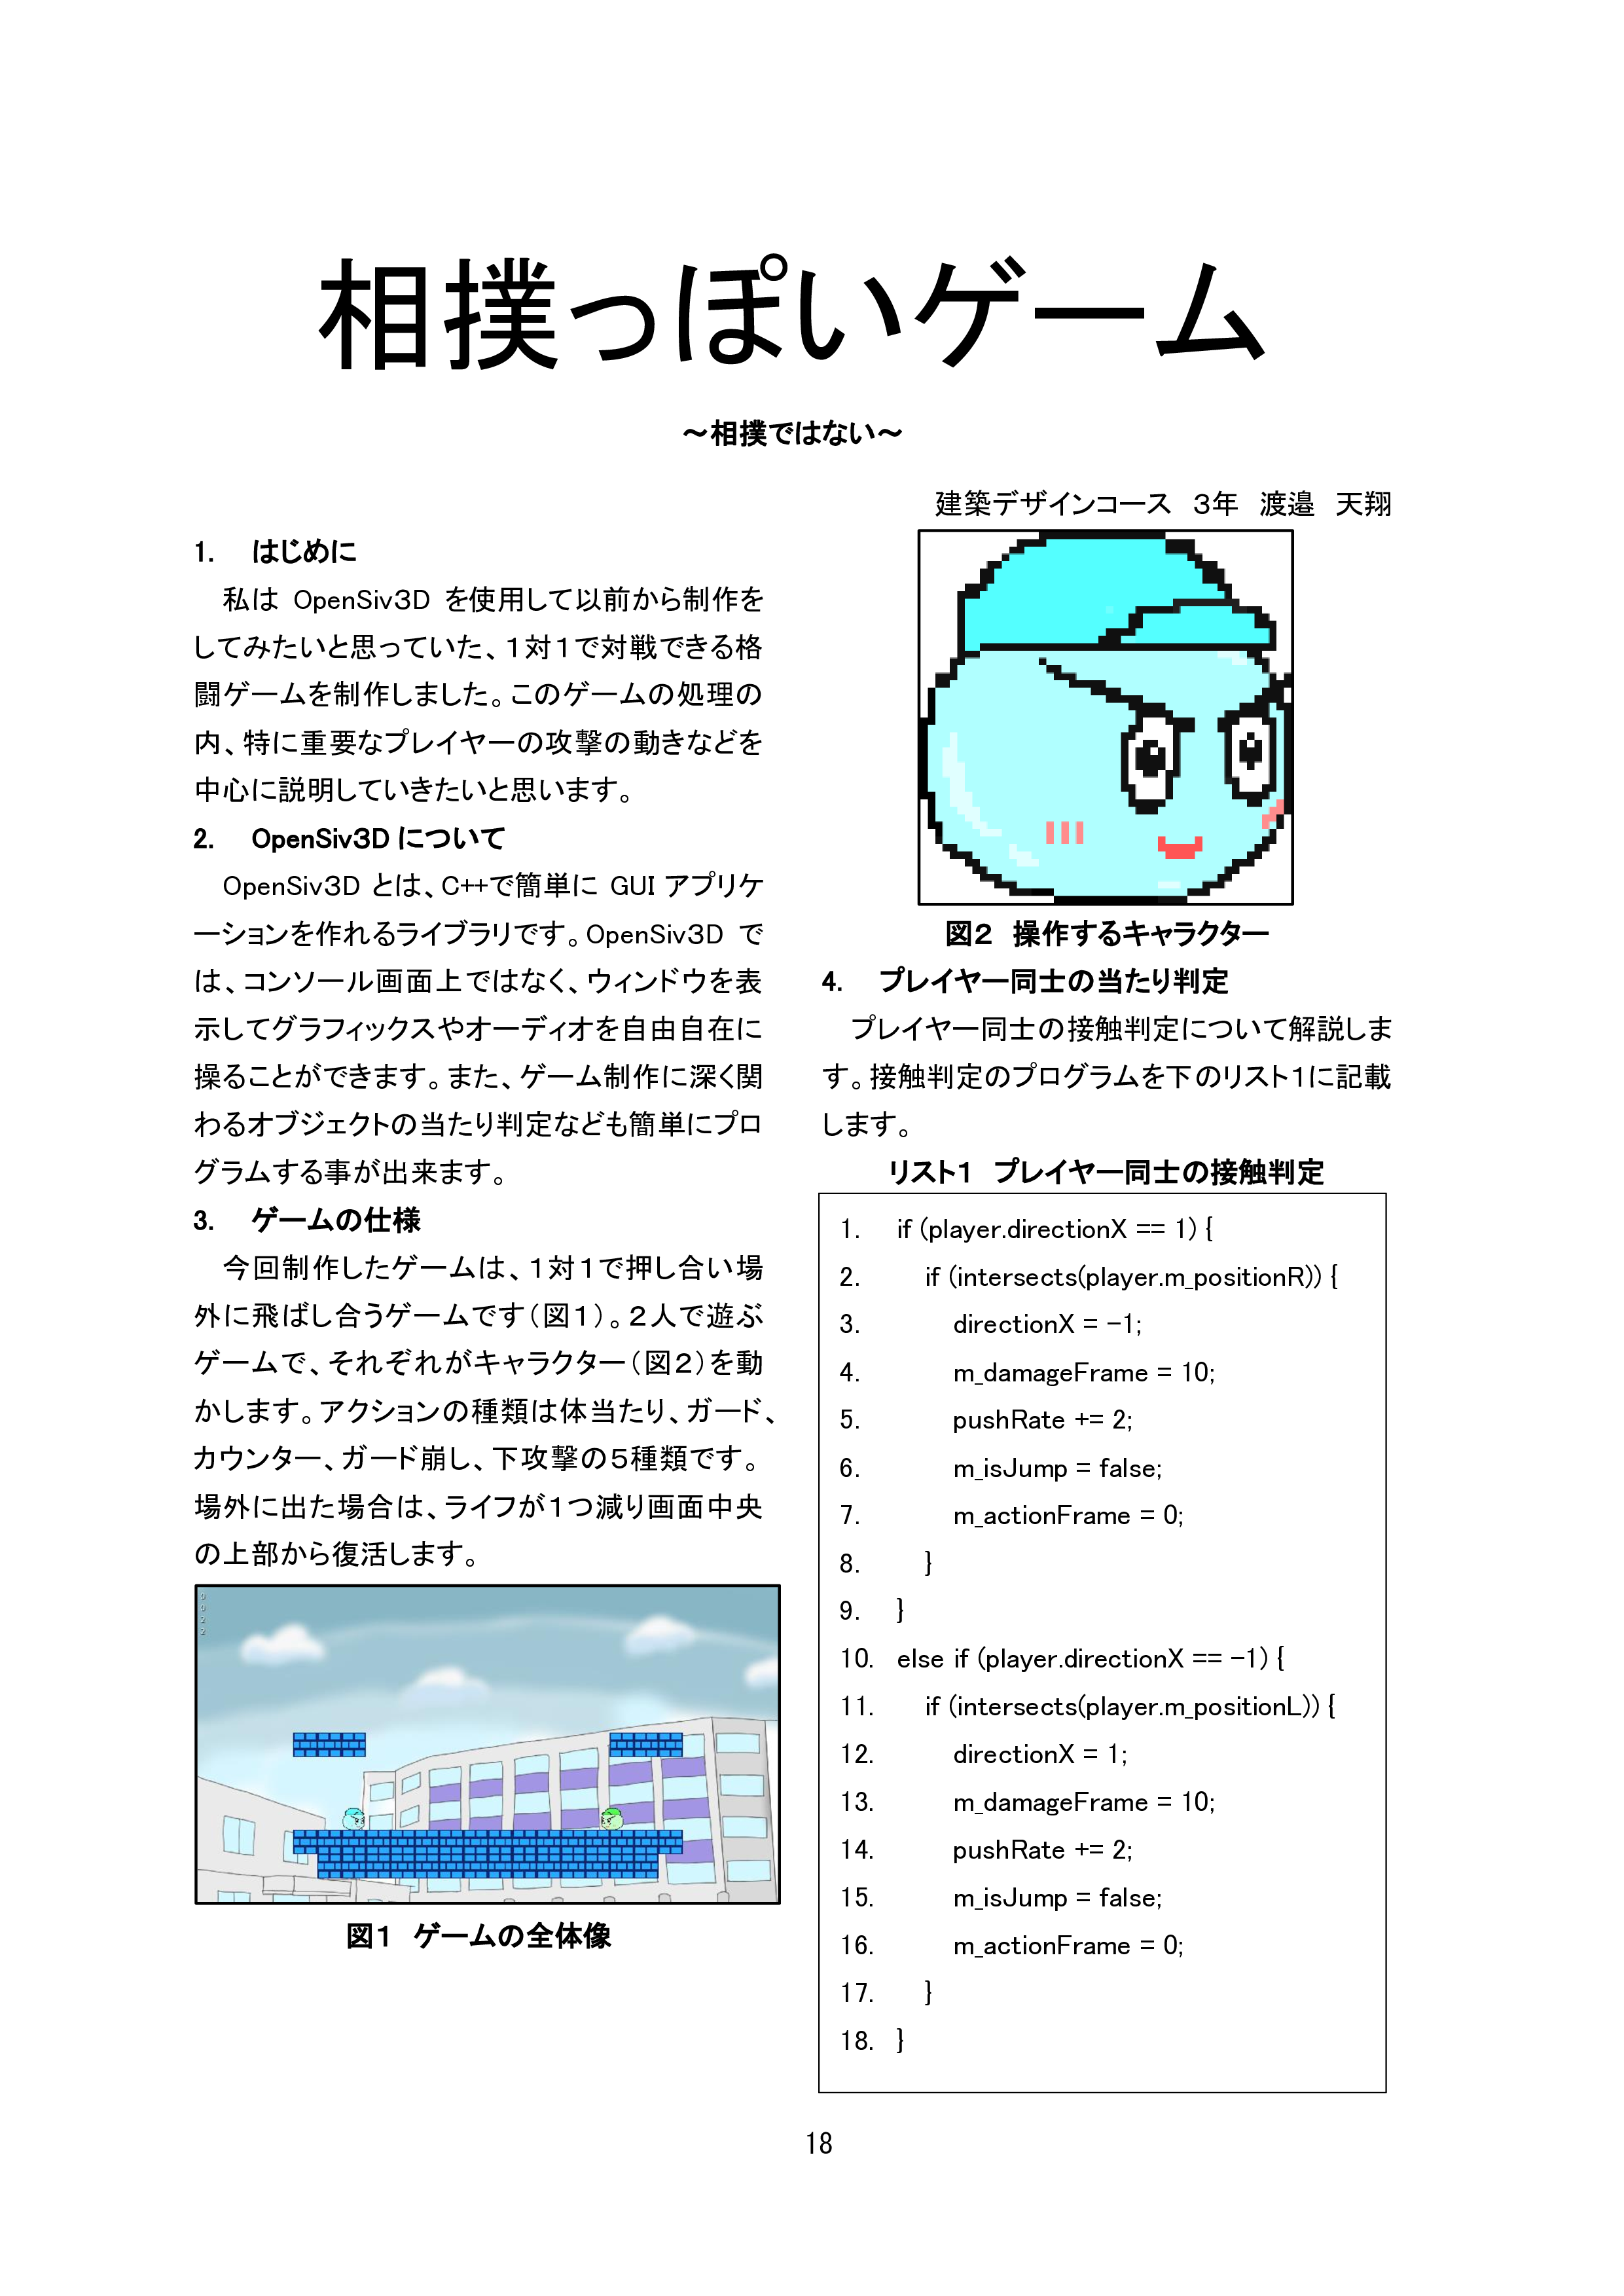 相撲っぽいゲーム
～相撲ではない～
建築デザインコース 3年 渡邉 天翔
1. はじめに
私は OpenSiv3D を使用して以前から制作を
してみたいと思っていた、1対1で対戦できる格
闘ゲームを制作しました。このゲームの処理の
内、特に重要なプレイヤーの攻撃の動きなどを
中心に説明していきたいと思います。
2. OpenSiv3D について
OpenSiv3D とは、C++で簡単に GUI アプリケ
ーションを作れるライブラリです。OpenSiv3D で
は、コンソール画面上ではなく、ウィンドウを表
示してグラフィックスやオーディオを自由自在に
操ることができます。また、ゲーム制作に深く関
わるオブジェクトの当たり判定なども簡単にプロ
グラムする事が出来ます。
3. ゲームの仕様
今回制作したゲームは、1対1で押し合い場
外に飛ばし合うゲームです(図1)。2人で遊ぶ
ゲームで、それぞれがキャラクター(図2)を動
かします。アクションの種類は体当たり、ガード、
カウンター、ガード崩し、下攻撃の5種類です。
場外に出た場合は、ライフが1つ減り画面中央
の上部から復活します。
図1 ゲームの全体像
図2 操作するキャラクター
4. プレイヤー同士の当たり判定
プレイヤー同士の接触判定について解説しま
す。接触判定のプログラムを下のリスト1に記載
します。
リスト1 プレイヤー同士の接触判定
1. if (player.directionX == 1) {
2. if (intersects(player.m_positionR)) {
3. directionX = -1;
4. m_damageFrame = 10;
5. pushRate += 2;
6. m_isJump = false;
7. m_actionFrame = 0;
8. }
9. }
10. else if (player.directionX == -1) {
11. if (intersects(player.m_positionL)) {
12. directionX = 1;
13. m_damageFrame = 10;
14. pushRate += 2;
15. m_isJump = false;
16. m_actionFrame = 0;
17. }
18. }
18